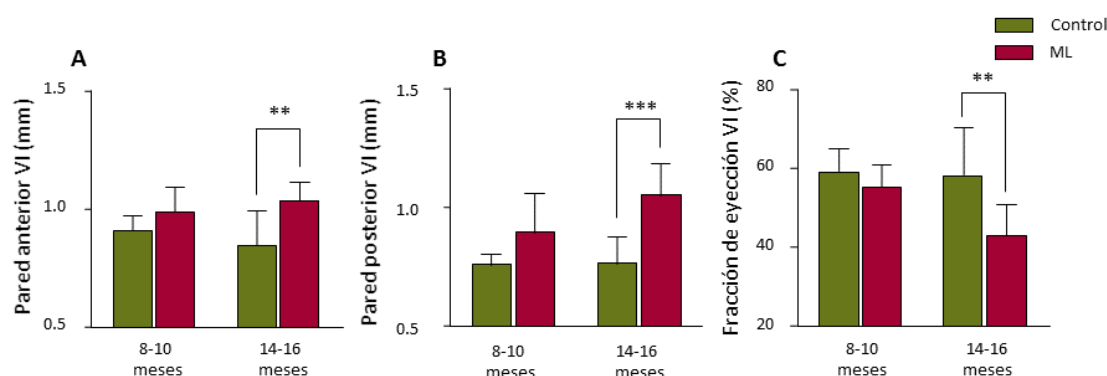 Control
ML
A
Pared anterior VI (mm)
1.5
1.0
0.5
**
8-10
meses
14-16
meses
B
Pared posterior VI (mm)
1.5
1.0
0.5
***
8-10
meses
14-16
meses
C
Fracción de eyección VI (%)
80
60
40
20
**
8-10
meses
14-16
meses